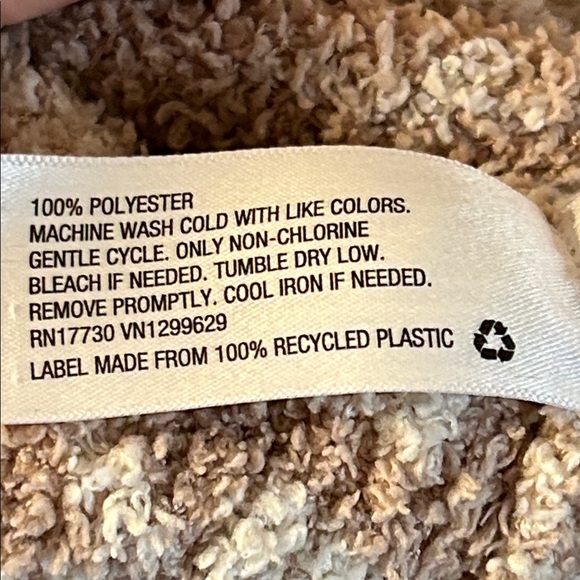 100% POLYESTER
MACHINE WASH COLD WITH LIKE COLORS.
GENTLE CYCLE. ONLY NON-CHLORINE
BLEACH IF NEEDED. TUMBLE DRY LOW.
REMOVE PROMPTLY. COOL IRON IF NEEDED.
RN17730 VN1299629
LABEL MADE FROM 100% RECYCLED PLASTIC